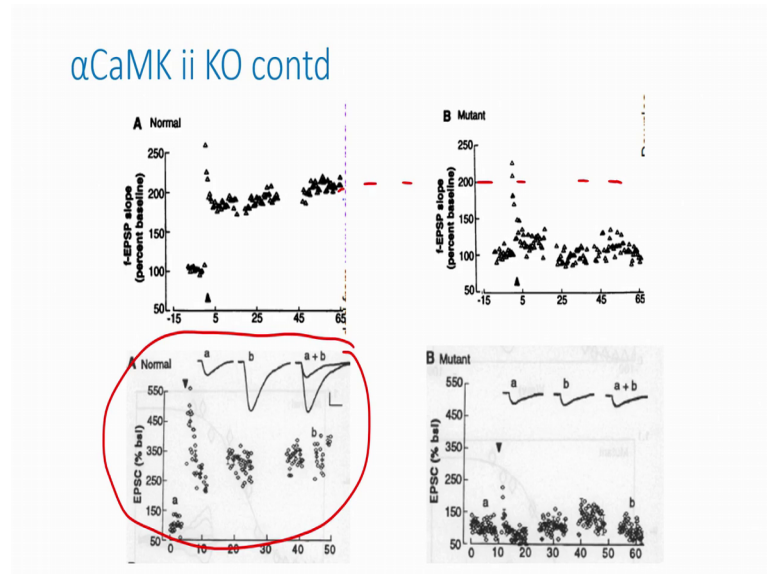 αCaMK ii KO contd
A Normal
f-EPSP slope
(percent baseline)
250
200
150
100
50
-15 5 25 45 65
B Mutant
f-EPSP slope
(percent baseline)
250
200
150
100
50
-15 5 25 45 65
A Normal
a b a + b
EPSC (% bsl)
550
450
350
250
150
50
a
b
0 10 20 30 40 50
B Mutant
a b a + b
EPSC (% bsl)
550
450
350
250
150
50
a
b
0 10 20 30 40 50 60